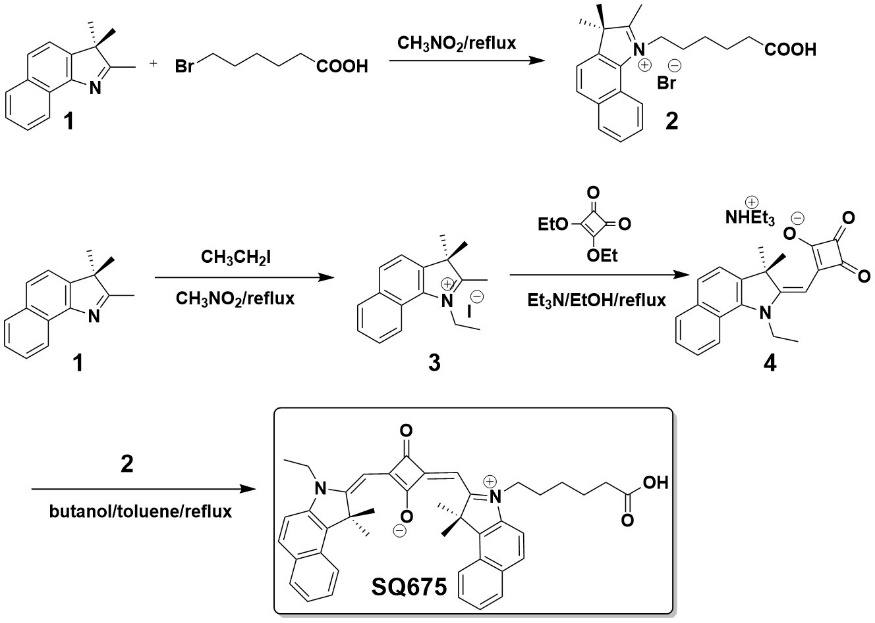 N
1
+
Br
COOH
CH3NO2/reflux
N
⊕
⊖
Br
COOH
2
N
1
CH3CH2I
CH3NO2/reflux
⊕
N
I⊖
3
O
EtO
O
OEt
Et3N/EtOH/reflux
⊕
NHEt3
⊖
O
O
O
N
4
2
butanol/toluene/reflux
O
N
O
⊖
⊕
N
OH
O
SQ675